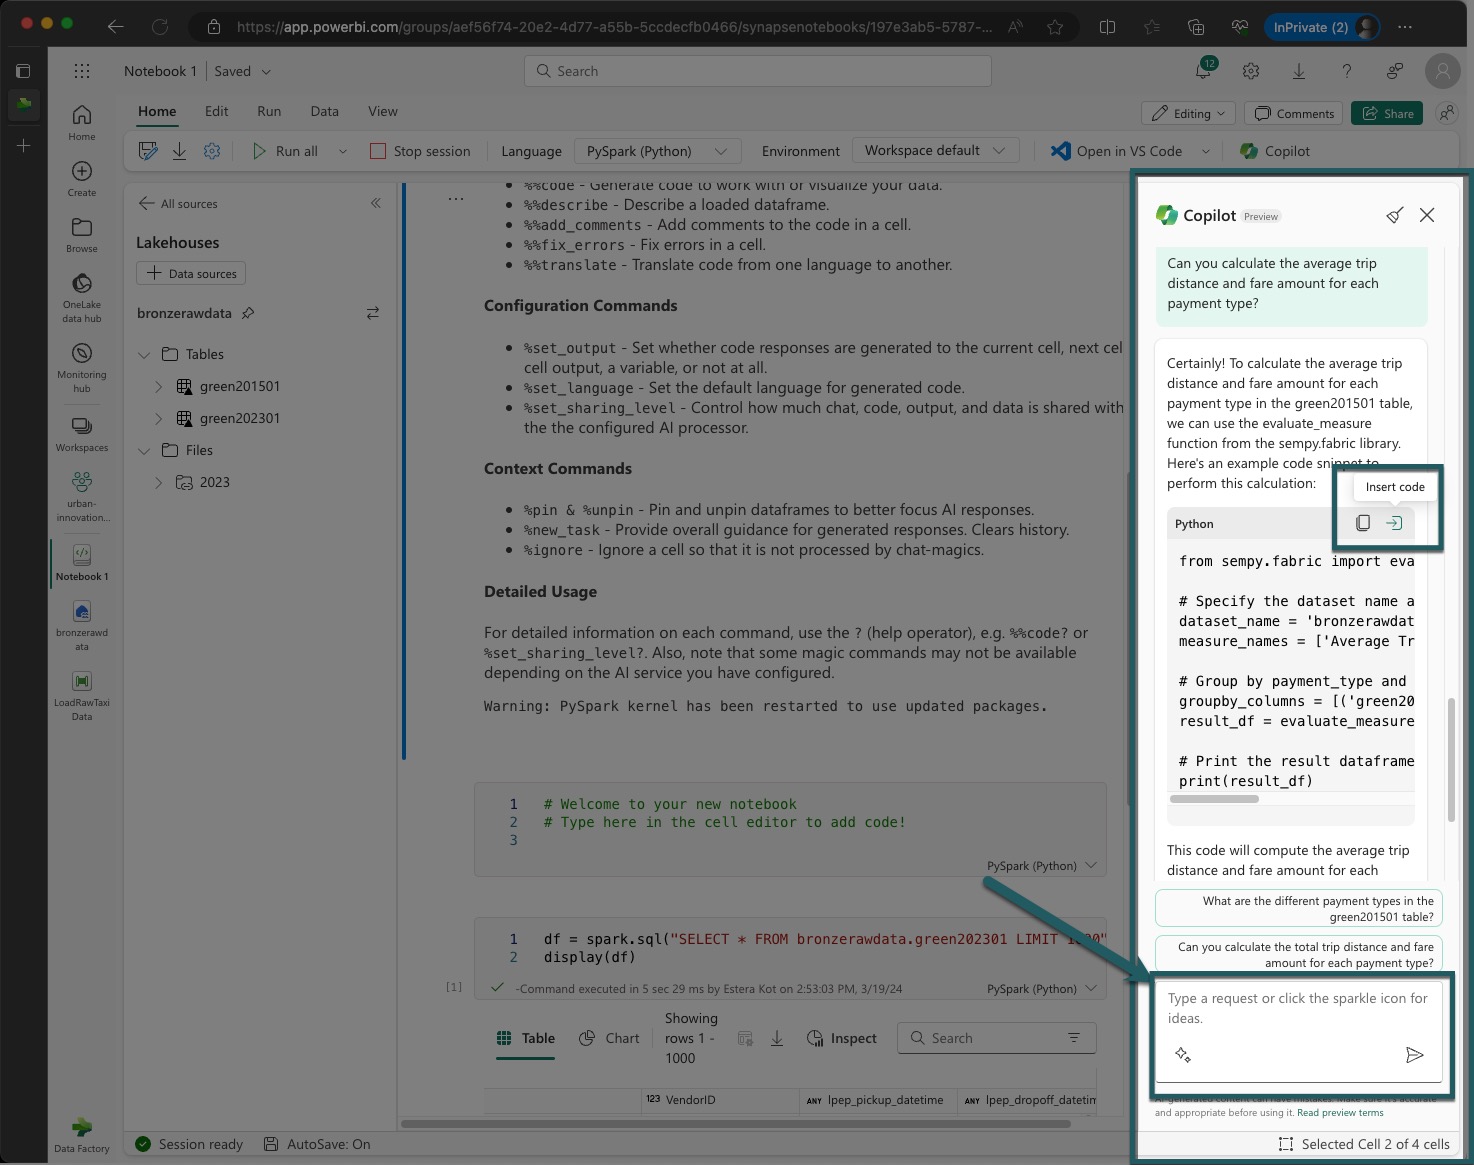 https://app.powerbi.com/groups/aef56f74-20e2-4d77-a55b-5ccdecfb0466/synapsenotebooks/197e3ab5-5787-...
InPrivate (2)
Notebook 1
Saved
Search
12
Home
Edit
Run
Data
View
Editing
Comments
Share
Run all
Stop session
Language
PySpark (Python)
Environment
Workspace default
Open in VS Code
Copilot
Home
Create
Browse
OneLake
data hub
Monitoring
hub
Workspaces
urban-
innovation...
Notebook 1
bronzerawd
ata
LoadRawTaxi
Data
Data Factory
All sources
Lakehouses
Data sources
bronzerawdata
Tables
green201501
green202301
Files
2023
• %%code - Generate code to work with or visualize your data.
• %%describe - Describe a loaded dataframe.
• %%add_comments - Add comments to the code in a cell.
• %%fix_errors - Fix errors in a cell.
• %%translate - Translate code from one language to another.
Configuration Commands
• %set_output - Set whether code responses are generated to the current cell, next cel
cell output, a variable, or not at all.
• %set_language - Set the default language for generated code.
• %set_sharing_level - Control how much chat, code, output, and data is shared with
the the configured AI processor.
Context Commands
• %pin & %unpin - Pin and unpin dataframes to better focus AI responses.
• %new_task - Provide overall guidance for generated responses. Clears history.
• %ignore - Ignore a cell so that it is not processed by chat-magics.
Detailed Usage
For detailed information on each command, use the ? (help operator), e.g. %%code? or
%set_sharing_level?. Also, note that some magic commands may not be available
depending on the AI service you have configured.
Warning: PySpark kernel has been restarted to use updated packages.
1 # Welcome to your new notebook
2 # Type here in the cell editor to add code!
3
PySpark (Python)
1 df = spark.sql("SELECT * FROM bronzerawdata.green202301 LIMIT 1000"
2 display(df)
[1]
-Command executed in 5 sec 29 ms by Estera Kot on 2:53:03 PM, 3/19/24
PySpark (Python)
Table
Chart
Showing
rows 1 -
1000
Inspect
Search
123 VendorID
ANY lpep_pickup_datetime
ANY lpep_dropoff_datetim
Session ready
AutoSave: On
Copilot Preview
Can you calculate the average trip
distance and fare amount for each
payment type?
Certainly! To calculate the average trip
distance and fare amount for each
payment type in the green201501 table,
we can use the evaluate_measure
function from the sempy.fabric library.
Here's an example code snippet to
perform this calculation:
Insert code
Python
from sempy.fabric import eva
# Specify the dataset name a
dataset_name = 'bronzerawdat
measure_names = ['Average Tr
# Group by payment_type and
groupby_columns = [('green20
result_df = evaluate_measure
# Print the result dataframe
print(result_df)
This code will compute the average trip
distance and fare amount for each
What are the different payment types in the
green201501 table?
Can you calculate the total trip distance and fare
amount for each payment type?
Type a request or click the sparkle icon for
ideas.
AI-generated content can have mistakes. Make sure it's accurate
and appropriate before using it. Read preview terms
Selected Cell 2 of 4 cells